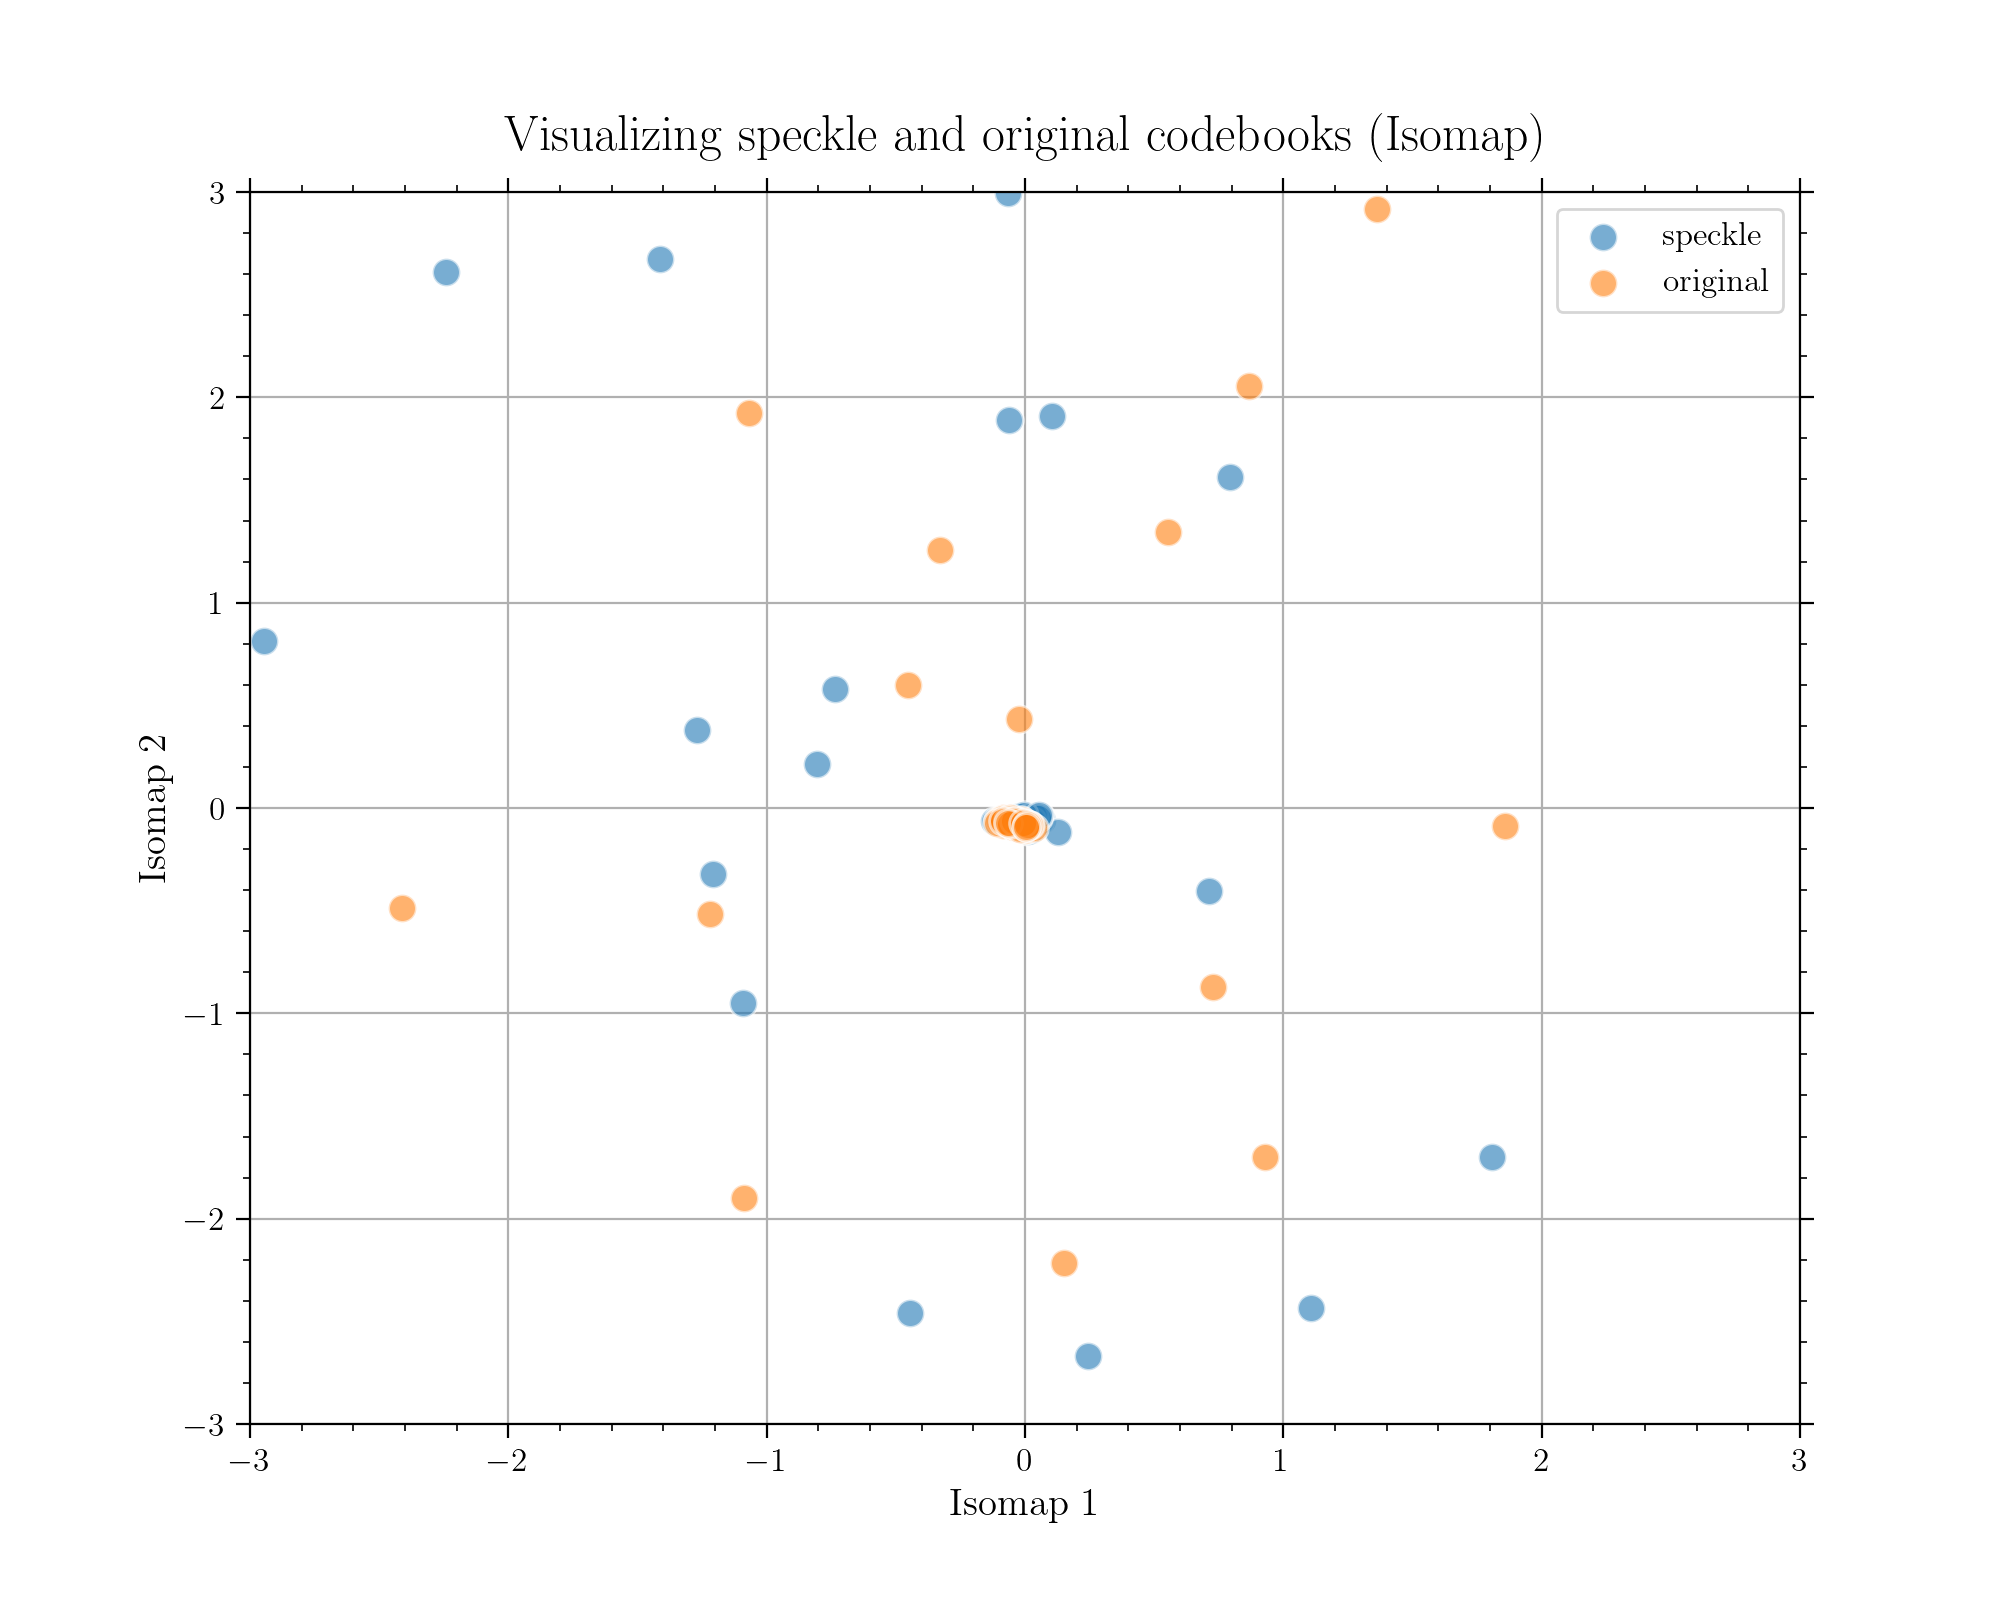 Visualizing speckle and original codebooks (Isomap)
speckle
original
3
2
1
0
−1
−2
−3
Isomap 2
−3
−2
−1
0
1
2
3
Isomap 1